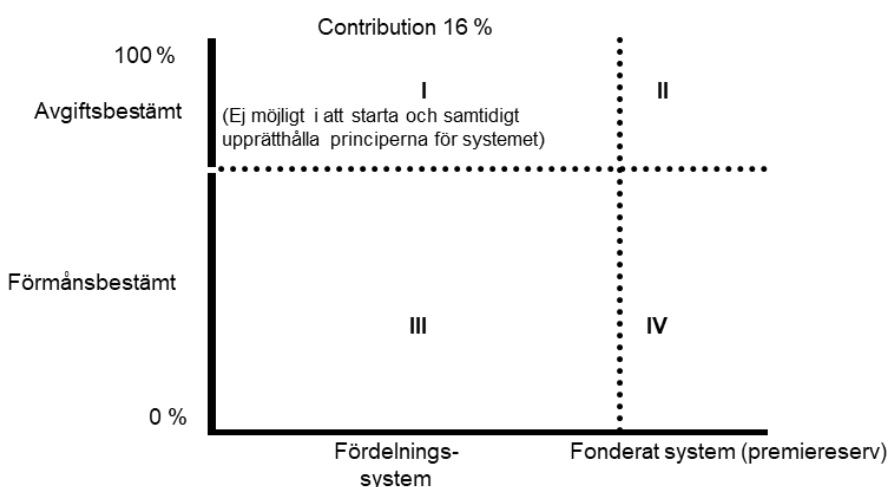 Contribution 16 %
100 %
I
II
Avgiftsbestämt
(Ej möjligt i att starta och samtidigt
upprätthålla principerna för systemet)
Förmånsbestämt
III
IV
0 %
Fördelnings-
system
Fonderat system (premiereserv)